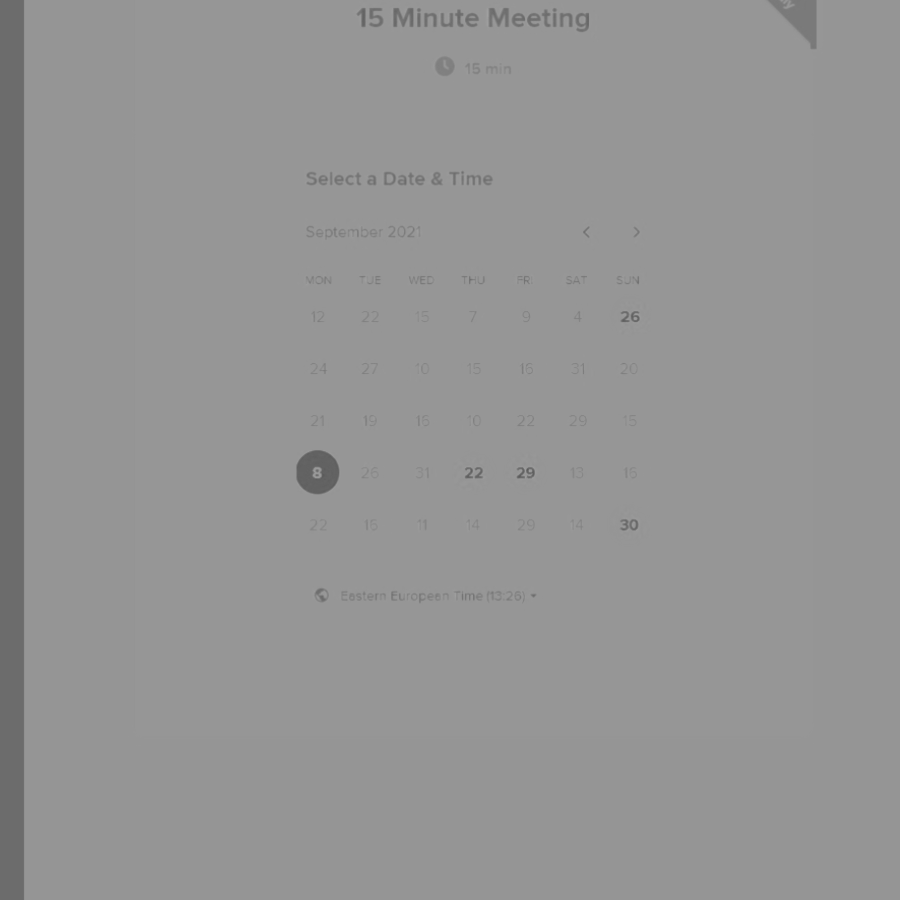 15 Minute Meeting
15 min
Select a Date & Time
September 2021
MON TUE WED THU FRI SAT SUN
12 22 15 7 9 4 26
24 27 10 15 16 31 20
21 19 16 10 22 29 15
8 26 31 22 29 13 16
22 15 11 14 29 14 30
Eastern European Time (13:26)